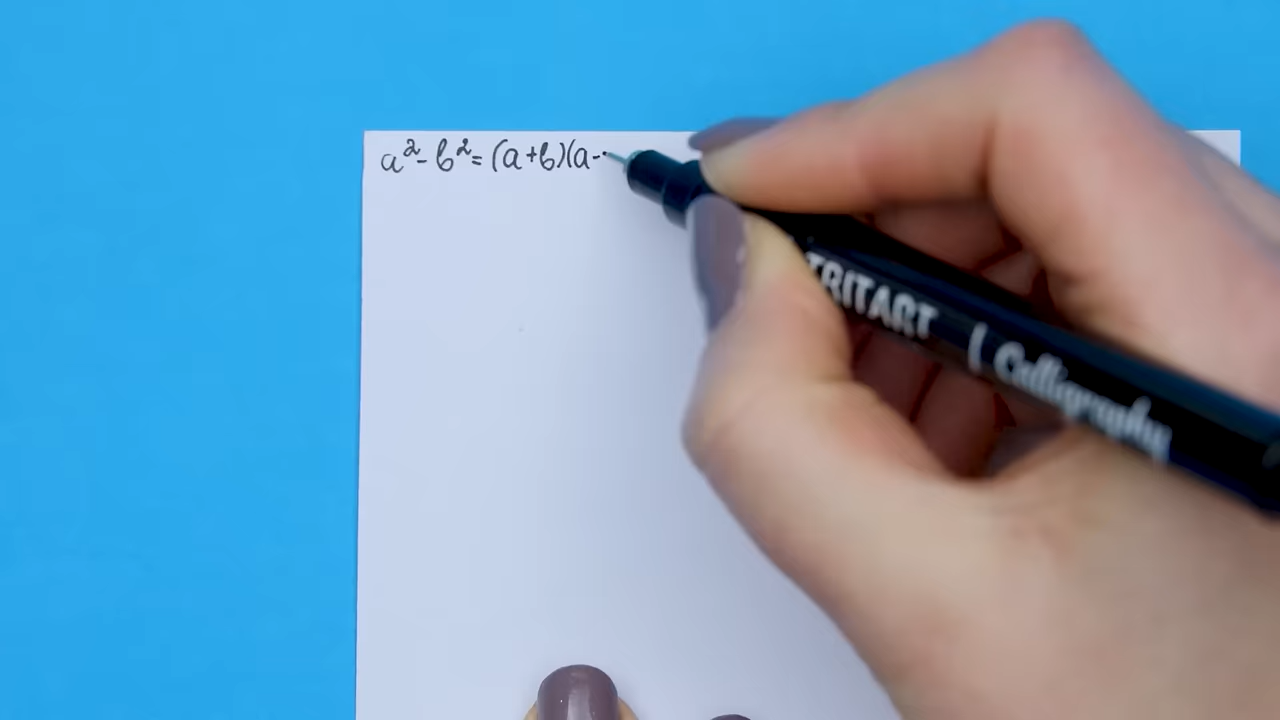 a² - b² = (a+b)(a-
TRITART | Calligraphy